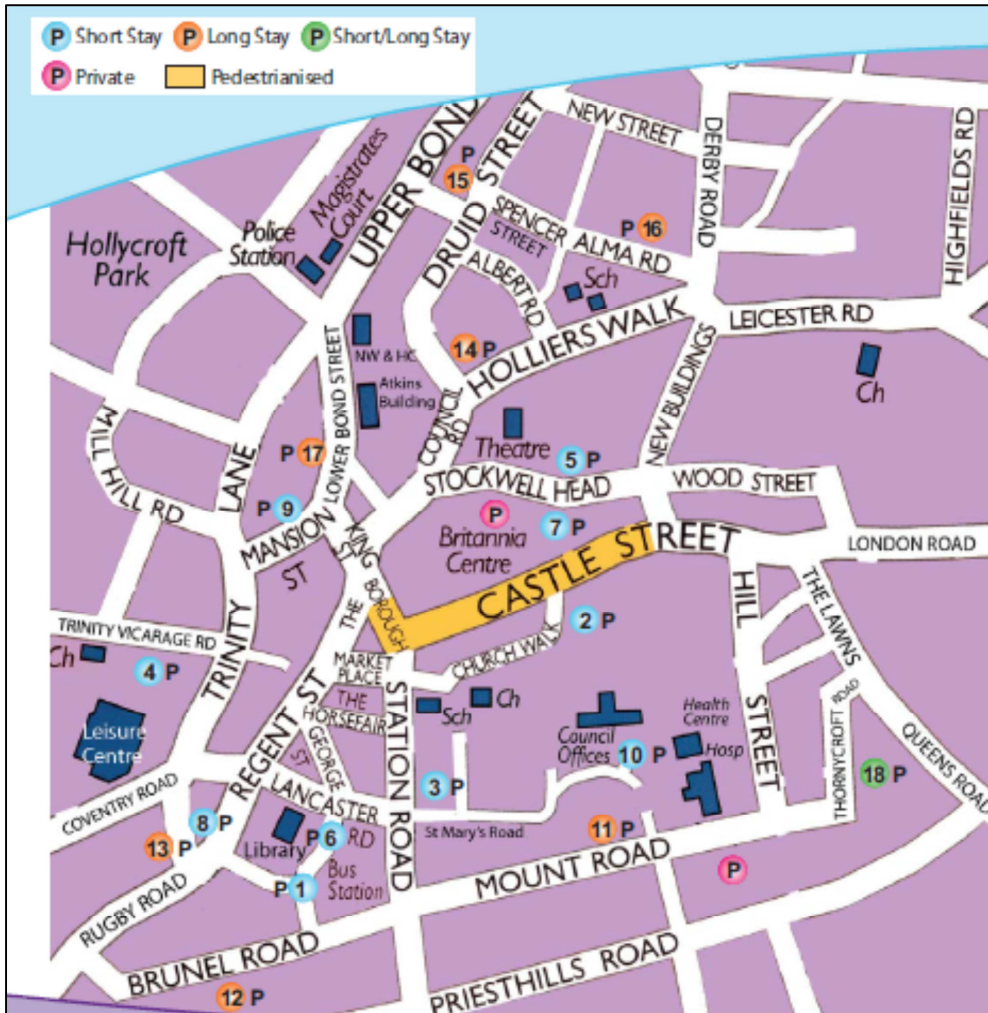 P Short Stay P Long Stay P Short/Long Stay
P Private Pedestrianised
Hollycroft
Park
Police
Station
Magistrates
Court
UPPER BOND
P
15
DRUID STREET
NEW STREET
DERBY ROAD
HIGHFIELDS RD
SPENCER
STREET
P 16
ALMA RD
ALBERT RD
Sch
HOLLIERS WALK
LEICESTER RD
NW & HC
14 P
Atkins
Building
COUNCIL
RD
LOWER BOND STREET
Theatre
5 P
NEW BUILDINGS
Ch
MILL HILL RD
P 17
P 9
MANSION
ST
STOCKWELL HEAD
WOOD STREET
P
Britannia
Centre
7 P
KING
ST
CASTLE STREET
LONDON ROAD
THE BOROUGH
HILL
STREET
THE LAWNS
2 P
CHURCH WALK
TRINITY VICARAGE RD
Ch
4 P
TRINITY LANE
MARKET
PLACE
THE
HORSEFAIR
STATION ROAD
Sch
Ch
Leisure
Centre
REGENT ST
GEORGE
ST
Council
Offices
10 P
Health
Centre
Hosp
THORNYCROFT ROAD
QUEENS ROAD
18 P
COVENTRY ROAD
LANCASTER
RD
3 P
8 P
13 P
Library
P 6
St Mary's Road
11 P
Bus
Station
P 1
MOUNT ROAD
P
RUGBY ROAD
BRUNEL ROAD
PRIESTHILLS ROAD
12 P